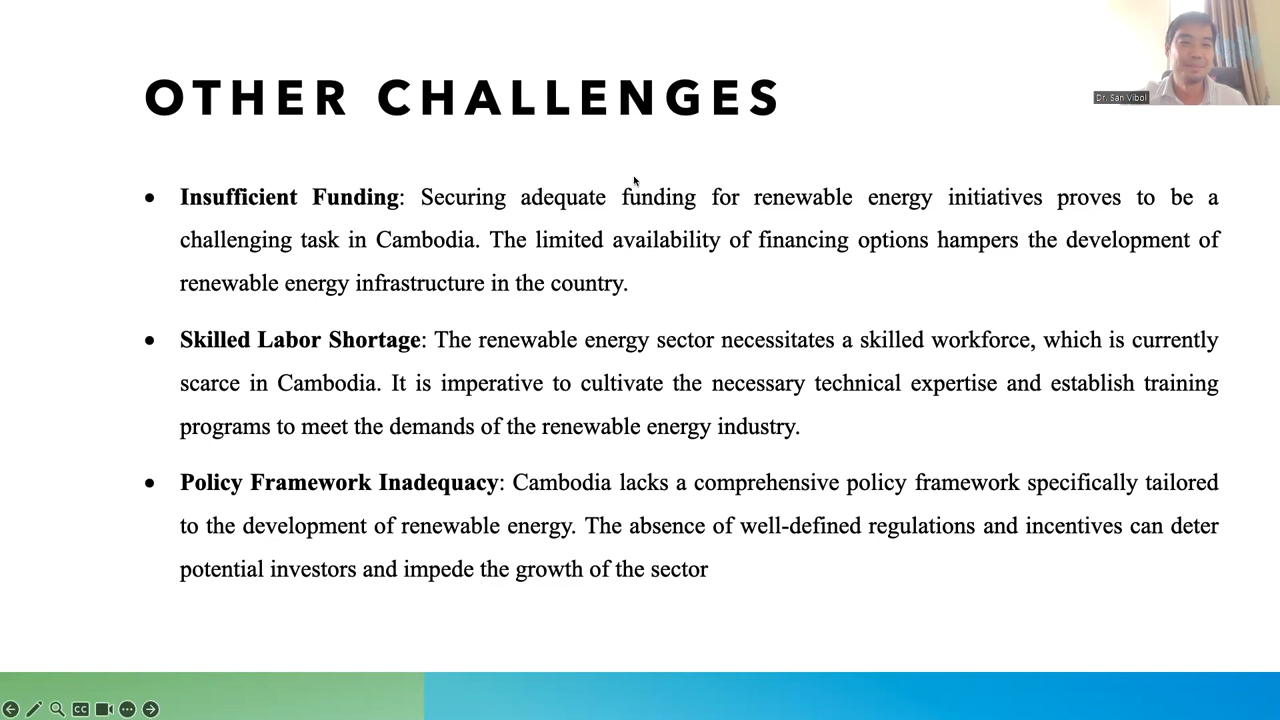 OTHER CHALLENGES
Dr. San Vibol
• Insufficient Funding: Securing adequate funding for renewable energy initiatives proves to be a
challenging task in Cambodia. The limited availability of financing options hampers the development of
renewable energy infrastructure in the country.
• Skilled Labor Shortage: The renewable energy sector necessitates a skilled workforce, which is currently
scarce in Cambodia. It is imperative to cultivate the necessary technical expertise and establish training
programs to meet the demands of the renewable energy industry.
• Policy Framework Inadequacy: Cambodia lacks a comprehensive policy framework specifically tailored
to the development of renewable energy. The absence of well-defined regulations and incentives can deter
potential investors and impede the growth of the sector
CC